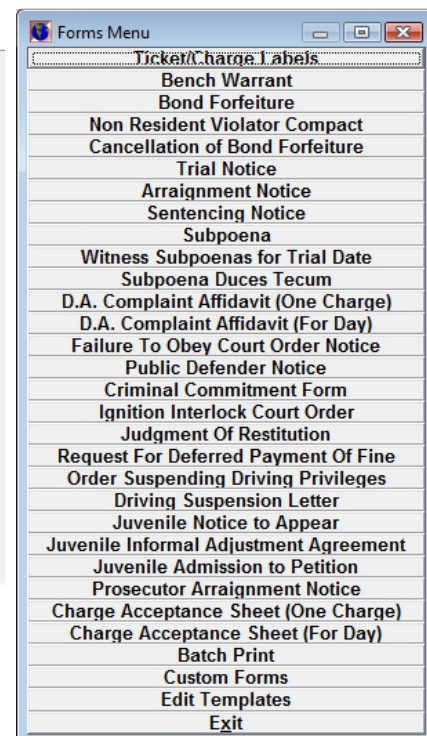 Forms Menu
Ticket/Charge Labels
Bench Warrant
Bond Forfeiture
Non Resident Violator Compact
Cancellation of Bond Forfeiture
Trial Notice
Arraignment Notice
Sentencing Notice
Subpoena
Witness Subpoenas for Trial Date
Subpoena Duces Tecum
D.A. Complaint Affidavit (One Charge)
D.A. Complaint Affidavit (For Day)
Failure To Obey Court Order Notice
Public Defender Notice
Criminal Commitment Form
Ignition Interlock Court Order
Judgment Of Restitution
Request For Deferred Payment Of Fine
Order Suspending Driving Privileges
Driving Suspension Letter
Juvenile Notice to Appear
Juvenile Informal Adjustment Agreement
Juvenile Admission to Petition
Prosecutor Arraignment Notice
Charge Acceptance Sheet (One Charge)
Charge Acceptance Sheet (For Day)
Batch Print
Custom Forms
Edit Templates
Exit